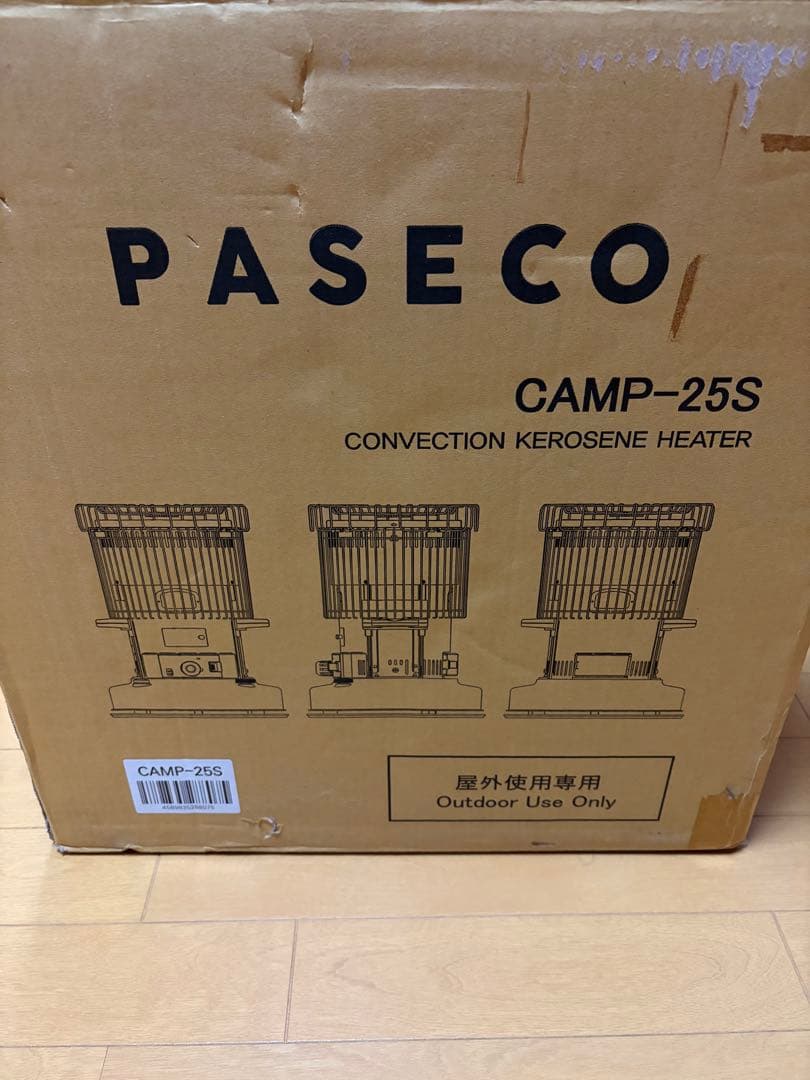 PASECO
CAMP-25S
CONVECTION KEROSENE HEATER
CAMP-25S
屋外使用専用
Outdoor Use Only